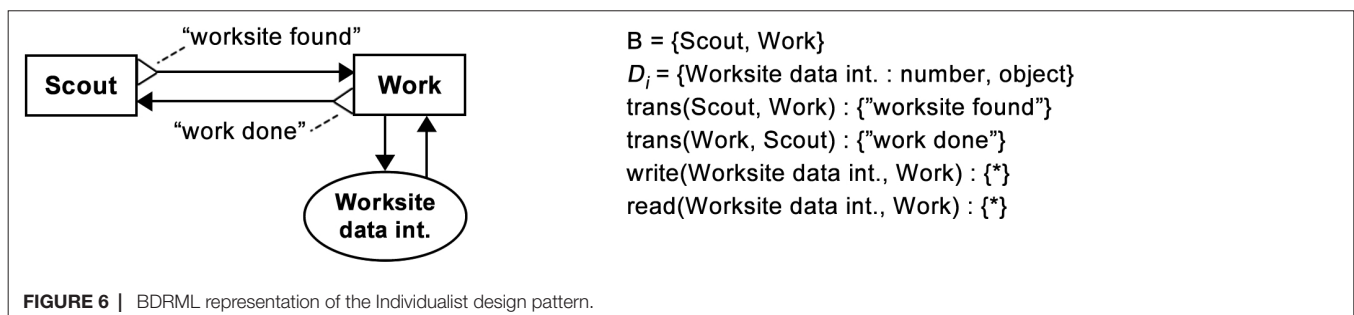 “worksite found”
Scout
Work
“work done”
Worksite
data int.
B = {Scout, Work}
Dᵢ = {Worksite data int. : number, object}
trans(Scout, Work) : {”worksite found”}
trans(Work, Scout) : {”work done”}
write(Worksite data int., Work) : {*}
read(Worksite data int., Work) : {*}
FIGURE 6 | BDRML representation of the Individualist design pattern.